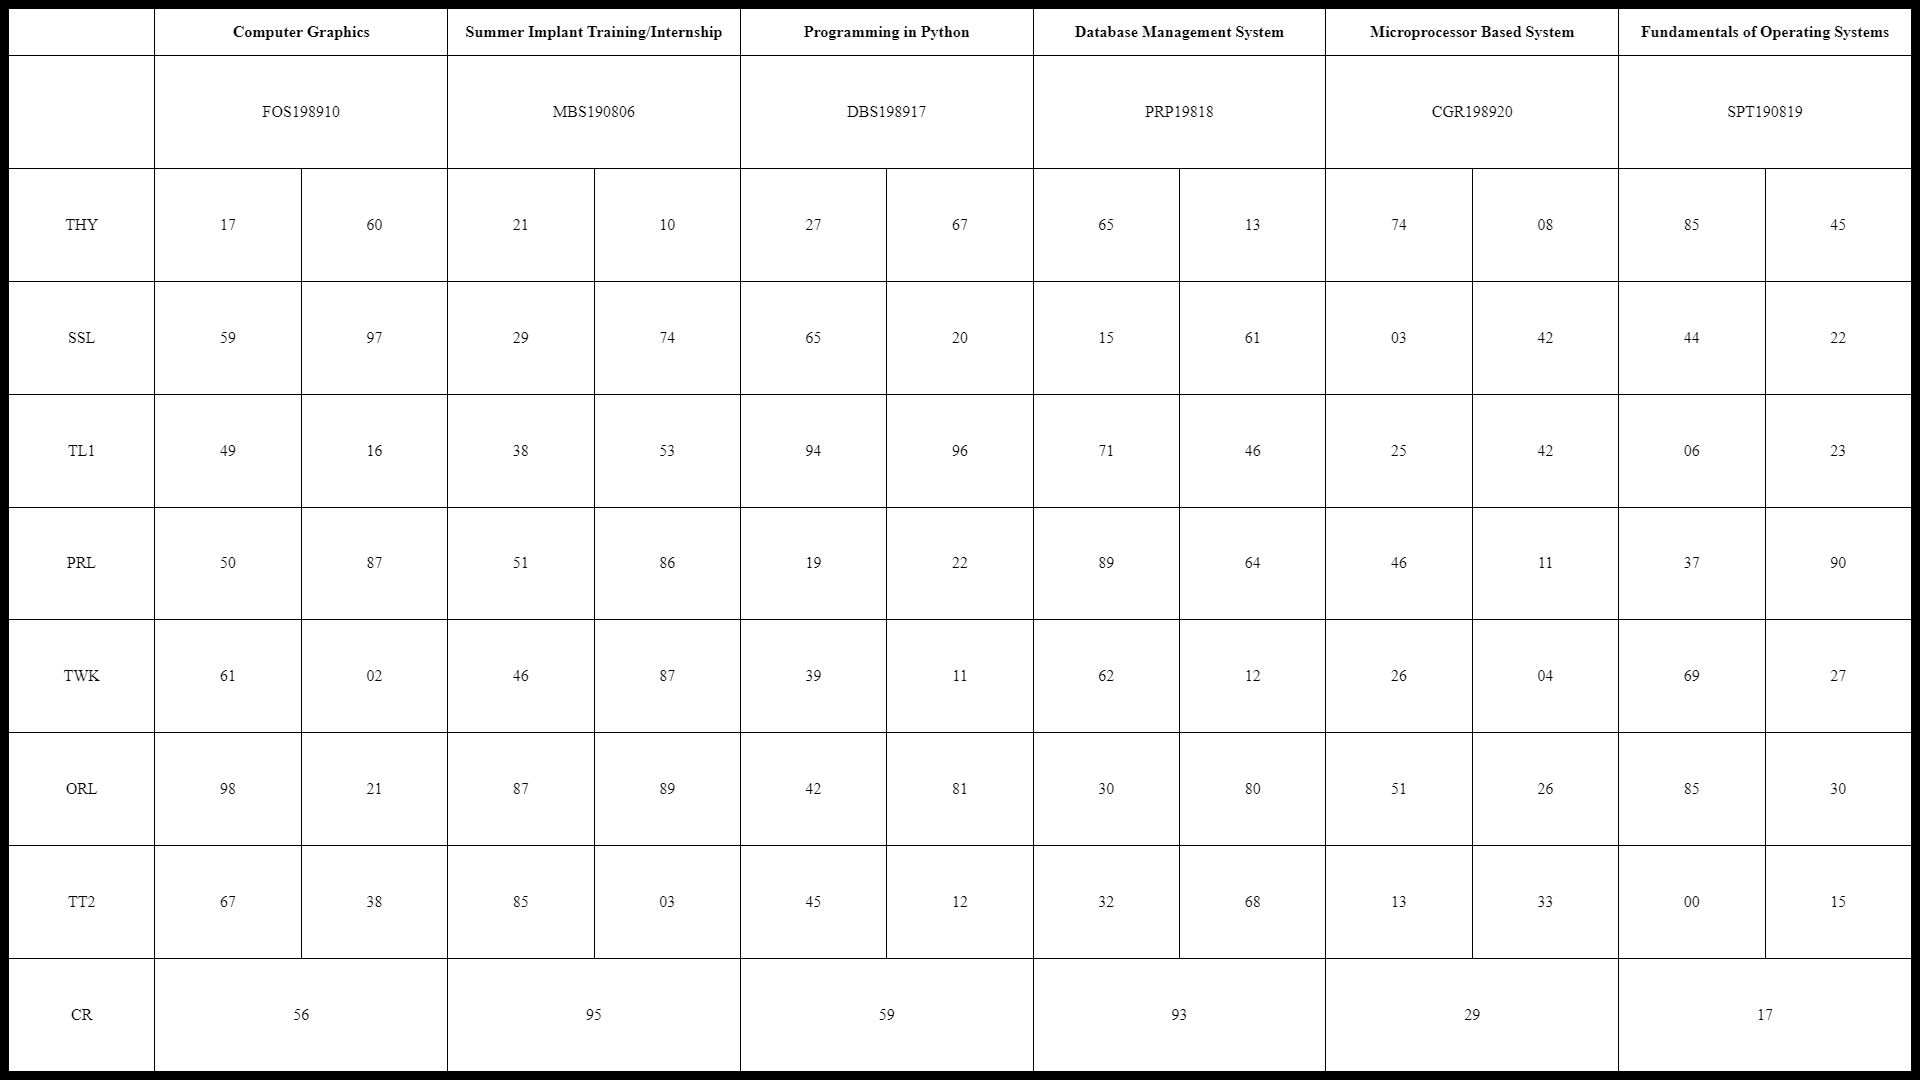 Computer Graphics Summer Implant Training/Internship Programming in Python Database Management System Microprocessor Based System Fundamentals of Operating Systems
FOS198910 MBS190806 DBS198917 PRP19818 CGR198920 SPT190819
THY 17 60 21 10 27 67 65 13 74 08 85 45
SSL 59 97 29 74 65 20 15 61 03 42 44 22
TL1 49 16 38 53 94 96 71 46 25 42 06 23
PRL 50 87 51 86 19 22 89 64 46 11 37 90
TWK 61 02 46 87 39 11 62 12 26 04 69 27
ORL 98 21 87 89 42 81 30 80 51 26 85 30
TT2 67 38 85 03 45 12 32 68 13 33 00 15
CR 56 95 59 93 29 17